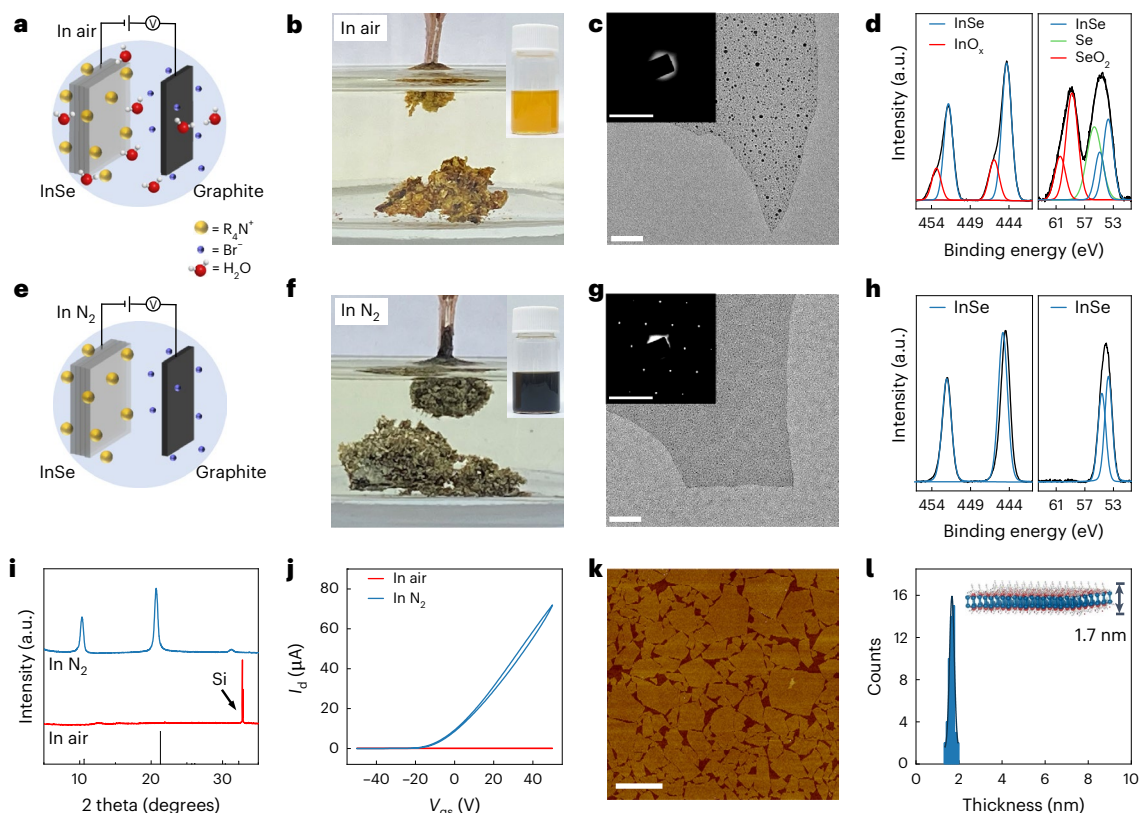 a
In air
V
InSe
Graphite
= R₄N⁺
= Br⁻
= H₂O
b
In air
c
d
InSe
InOₓ
InSe
Se
SeO₂
Intensity (a.u.)
454 449 444
61 57 53
Binding energy (eV)
e
In N₂
V
InSe
Graphite
f
In N₂
g
h
InSe
InSe
Intensity (a.u.)
454 449 444
61 57 53
Binding energy (eV)
i
Intensity (a.u.)
In N₂
Si
In air
10 20 30
2 theta (degrees)
j
In air
In N₂
80
60
40
20
0
I_d (μA)
−40 0 40
V_gs (V)
k
l
16
12
8
4
0
Counts
1.7 nm
0 2 4 6 8 10
Thickness (nm)